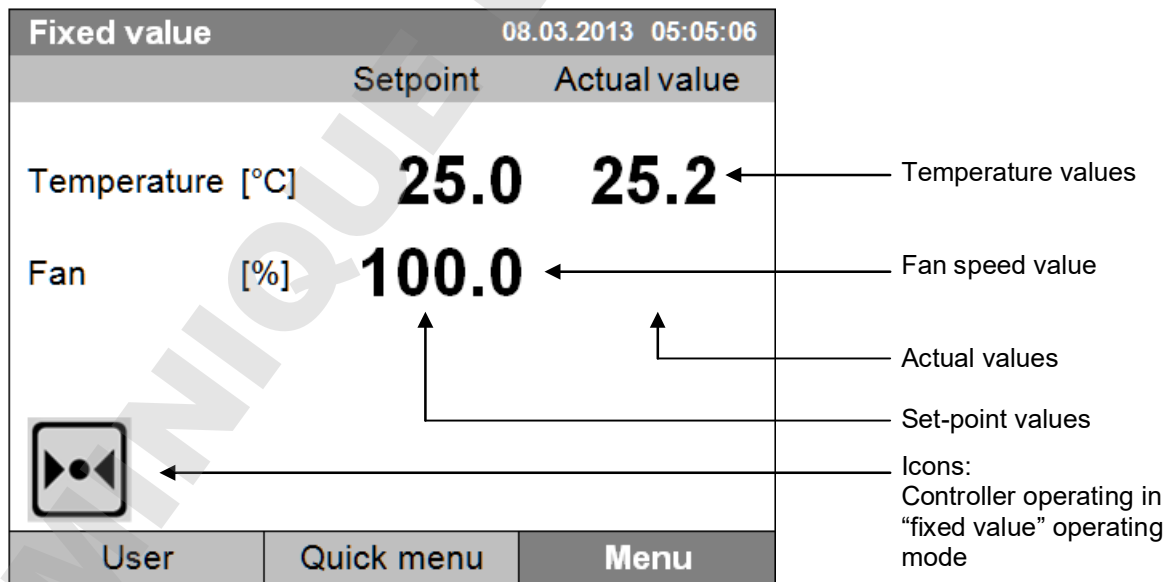 Fixed value 08.03.2013 05:05:06
Setpoint Actual value
Temperature [°C] 25.0 25.2
Temperature values
Fan [%] 100.0
Fan speed value
Actual values
Set-point values
Icons:
Controller operating in
“fixed value” operating
mode
User Quick menu Menu